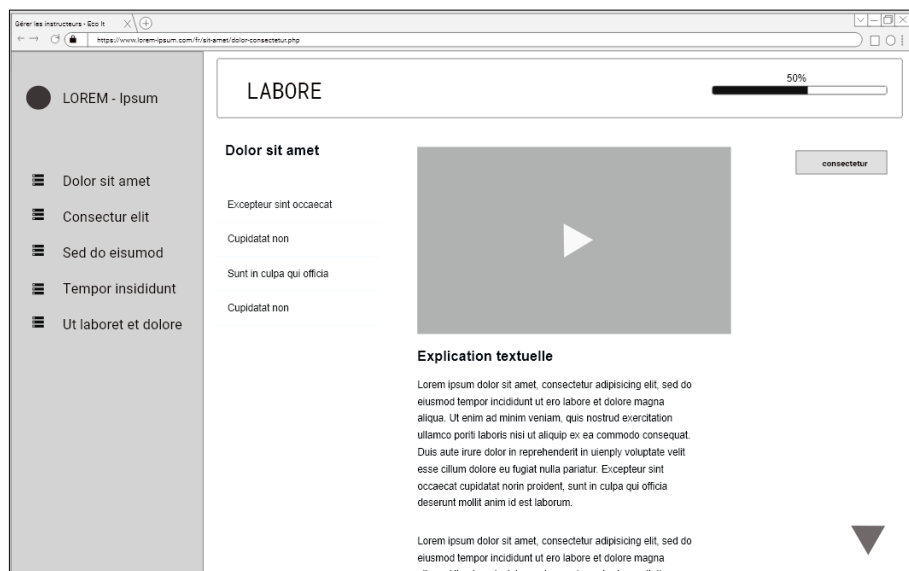 Gérer les instructeurs - Eco It
https://www.lorem-ipsum.com/fr/sit-amet/dolor-consectetur.php
LOREM - Ipsum
Dolor sit amet
Consectur elit
Sed do eisumod
Tempor insididunt
Ut laboret et dolore
LABORE
50%
Dolor sit amet
Excepteur sint occaecat
Cupidatat non
Sunt in culpa qui officia
Cupidatat non
consectetur
Explication textuelle
Lorem ipsum dolor sit amet, consectetur adipisicing elit, sed do
eiusmod tempor incididunt ut ero labore et dolore magna
aliqua. Ut enim ad minim veniam, quis nostrud exercitation
ullamco poriti laboris nisi ut aliquip ex ea commodo consequat.
Duis aute irure dolor in reprehenderit in uienply voluptate velit
esse cillum dolore eu fugiat nulla pariatur. Excepteur sint
occaecat cupidatat norin proident, sunt in culpa qui officia
deserunt mollit anim id est laborum.
Lorem ipsum dolor sit amet, consectetur adipisicing elit, sed do
eiusmod tempor incididunt ut ero labore et dolore magna